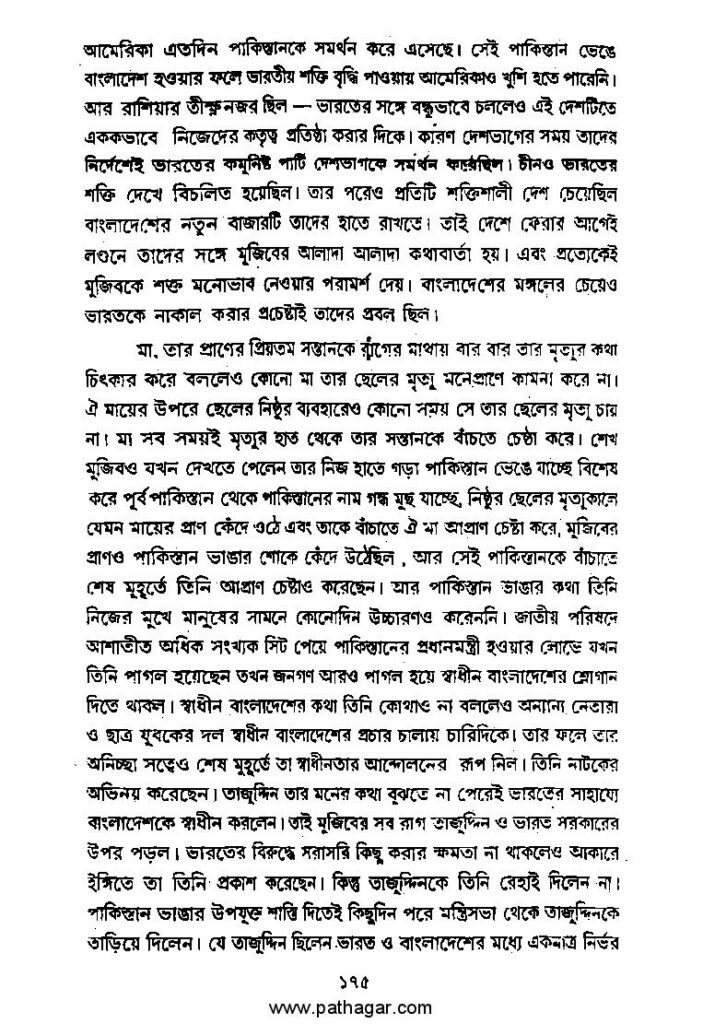 আমেরিকা এতদিন পাকিস্তানকে সমর্থন করে এসেছে। সেই পাকিস্তান ভেঙে
বাংলাদেশ হওয়ার ফলে ভারতীয় শক্তি বৃদ্ধি পাওয়ায় আমেরিকাও খুশি হতে পারেনি।
আর রাশিয়ার তীক্ষ্ণনজর ছিল — ভারতের সঙ্গে বন্ধুভাবে চললেও এই দেশটিতে
এককভাবে নিজেদের কতৃত্ব প্রতিষ্ঠা করার দিকে। কারণ দেশভাগের সময় তাদের
নির্দেশেই ভারতের কমুনিষ্ট পার্টি দেশভাগকে সমর্থন করেছিল। চীনও ভারতের
শক্তি দেখে বিচলিত হয়েছিল। তার পরেও প্রতিটি শক্তিশালী দেশ চেয়েছিল
বাংলাদেশের নতুন বাজারটি তাদের হাতে রাখতে। তাই দেশে ফেরার আগেই
লণ্ডনে তাদের সঙ্গে মুজিবের আলাদা আলাদা কথাবার্তা হয়। এবং প্রত্যেকেই
মুজিবকে শক্ত মনোভাব নেওয়ার পরামর্শ দেয়। বাংলাদেশের মঙ্গলের চেয়েও
ভারতকে নাকাল করার প্রচেষ্টাই তাদের প্রবল ছিল।
মা, তার প্রাণের প্রিয়তম সন্তানকে রাগের মাথায় বার বার তার মৃত্যুর কথা
চিৎকার করে বললেও কোনো মা তার ছেলের মৃত্যু মনেপ্রাণে কামনা করে না।
ঐ মায়ের উপরে ছেলের নিষ্ঠুর ব্যবহারেও কোনো সময় সে তার ছেলের মৃত্যু চায়
না। মা সব সময়ই মৃত্যুর হাত থেকে তার সন্তানকে বাঁচতে চেষ্ঠা করে। শেখ
মুজিবও যখন দেখতে পেলেন তার নিজ হাতে গড়া পাকিস্তান ভেঙে যাচ্ছে বিশেষ
করে পূর্ব পাকিস্তান থেকে পাকিস্তানের নাম গন্ধ মুছ যাচ্ছে, নিষ্ঠুর ছেলের মৃত্যুকালে
যেমন মায়ের প্রাণ কেঁদে ওঠে এবং তাকে বাঁচাতে ঐ মা আপ্রাণ চেষ্টা করে, মুজিবের
প্রাণও পাকিস্তান ভাঙার শোকে কেঁদে উঠেছিল , আর সেই পাকিস্তানকে বাঁচাতে
শেষ মুহূর্তে তিনি আপ্রাণ চেষ্টাও করেছেন। আর পাকিস্তান ভাঙার কথা তিনি
নিজের মুখে মানুষের সামনে কোনোদিন উচ্চারণও করেননি। জাতীয় পরিষদে
আশাতীত অধিক সংখ্যক সিট পেয়ে পাকিস্তানের প্রধানমন্ত্রী হওয়ার লোভে যখন
তিনি পাগল হয়েছেন তখন জনগণ আরও পাগল হয়ে স্বাধীন বাংলাদেশের শ্লোগান
দিতে থাকল। স্বাধীন বাংলাদেশের কথা তিনি কোথাও না বললেও অন্যান্য নেতারা
ও ছাত্র যুবকের দল স্বাধীন বাংলাদেশের প্রচার চালায় চারিদিকে। তার ফলে তার
অনিচ্ছা সত্বেও শেষ মুহূর্তে তা স্বাধীনতার আন্দোলনের রূপ নিল। তিনি নাটকের
অভিনয় করেছেন। তাজুদ্দিন তার মনের কথা বুঝতে না পেরেই ভারতের সাহায্যে
বাংলাদেশকে স্বাধীন করলেন। তাই মুজিবের সব রাগ তাজুদ্দিন ও ভারত সরকারের
উপর পড়ল। ভারতের বিরুদ্ধে সরাসরি কিছু করার ক্ষমতা না থাকলেও আকারে
ইঙ্গিতে তা তিনি প্রকাশ করেছেন। কিন্তু তাজুদ্দিনকে তিনি রেহাই দিলেন না।
পাকিস্তান ভাঙার উপযুক্ত শাস্তি দিতেই কিছুদিন পরে মন্ত্রিসভা থেকে তাজুদ্দিনকে
তাড়িয়ে দিলেন। যে তাজুদ্দিন ছিলেন ভারত ও বাংলাদেশের মধ্যে একমাত্র নির্ভর
১৭৫
www.pathagar.com